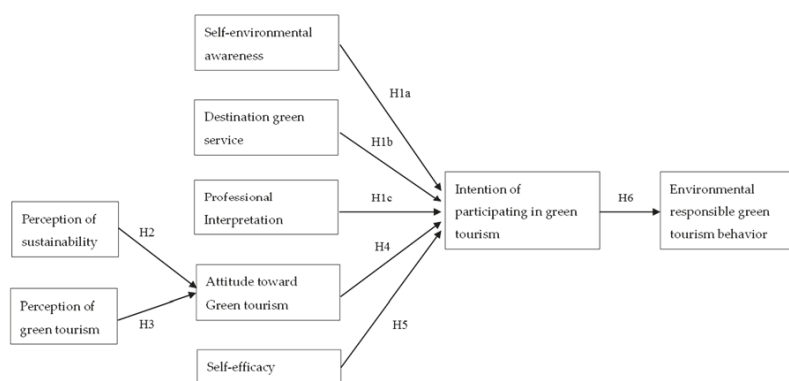 Self-environmental
awareness
H1a
Destination green
service
H1b
Professional
Interpretation
H1c
Intention of
participating in green
tourism
H6
Environmental
responsible green
tourism behavior
Perception of
sustainability
H2
H4
Attitude toward
Green tourism
Perception of
green tourism
H3
H5
Self-efficacy